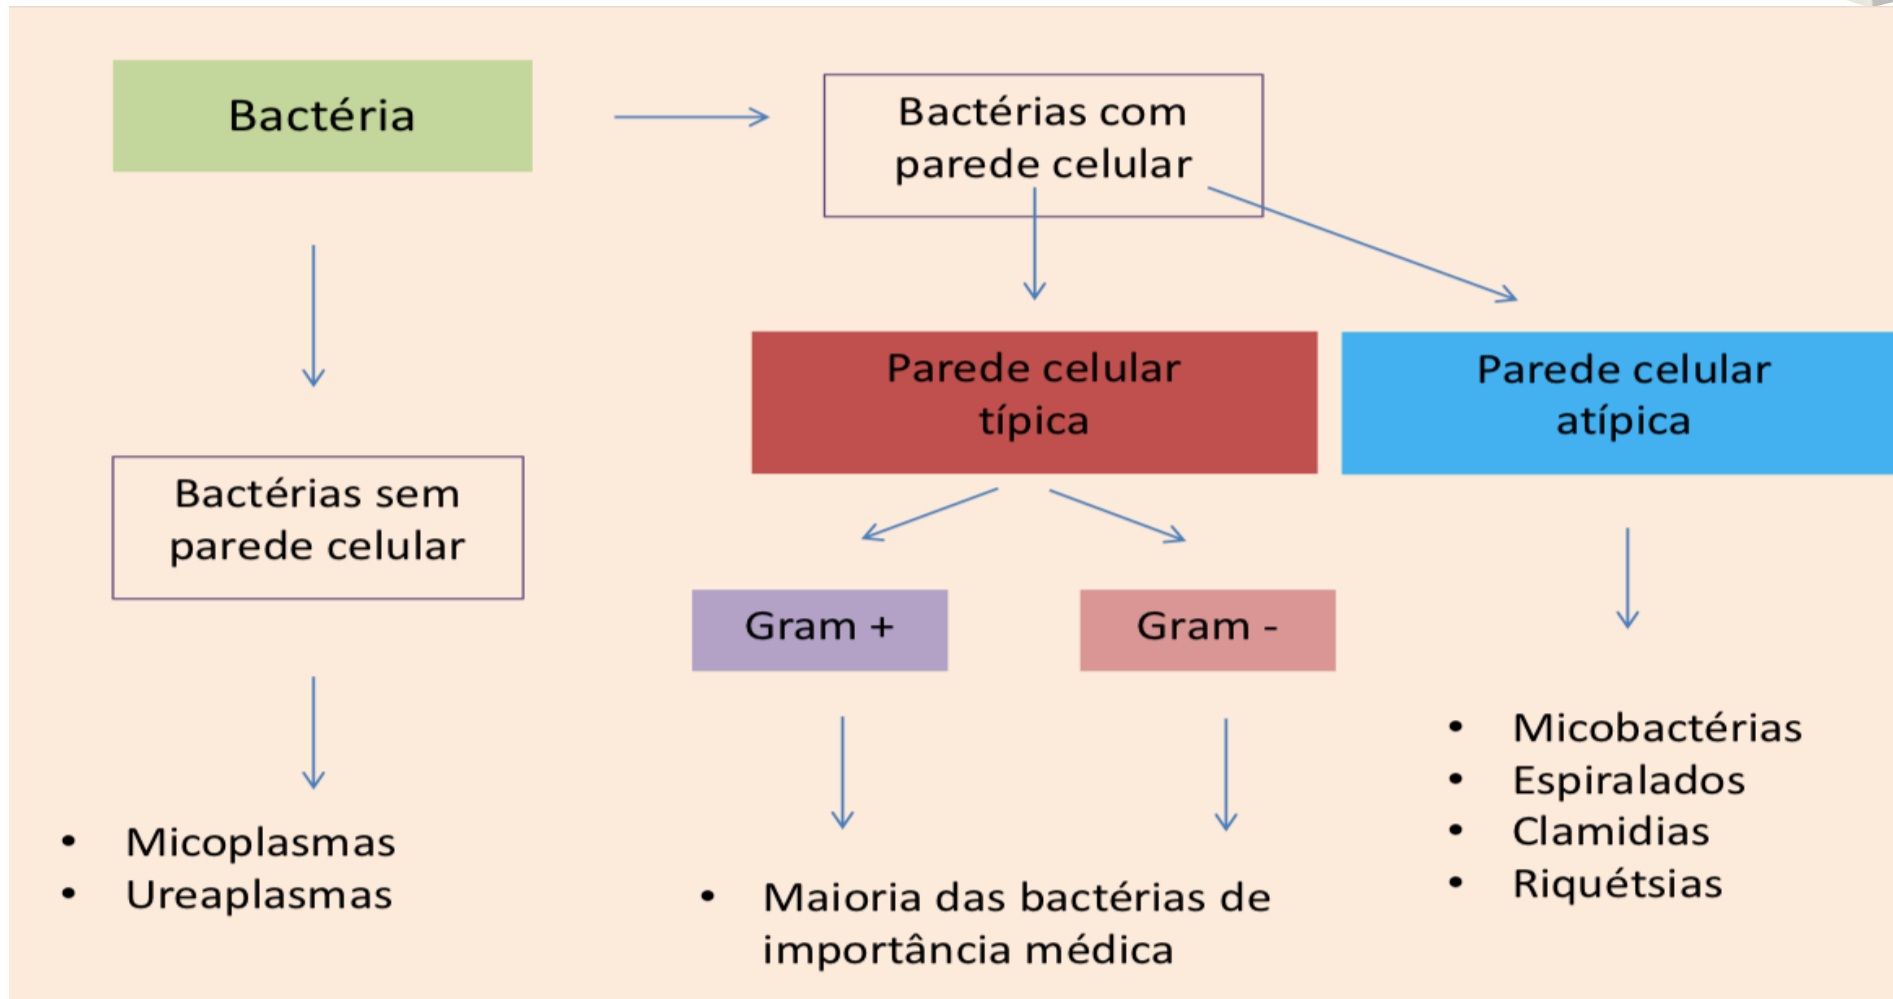 Bactéria
Bactérias com
parede celular
Parede celular
típica
Parede celular
atípica
Bactérias sem
parede celular
Gram +
Gram -
• Micobactérias
• Espiralados
• Clamidias
• Riquétsias
• Micoplasmas
• Ureaplasmas
• Maioria das bactérias de
importância médica